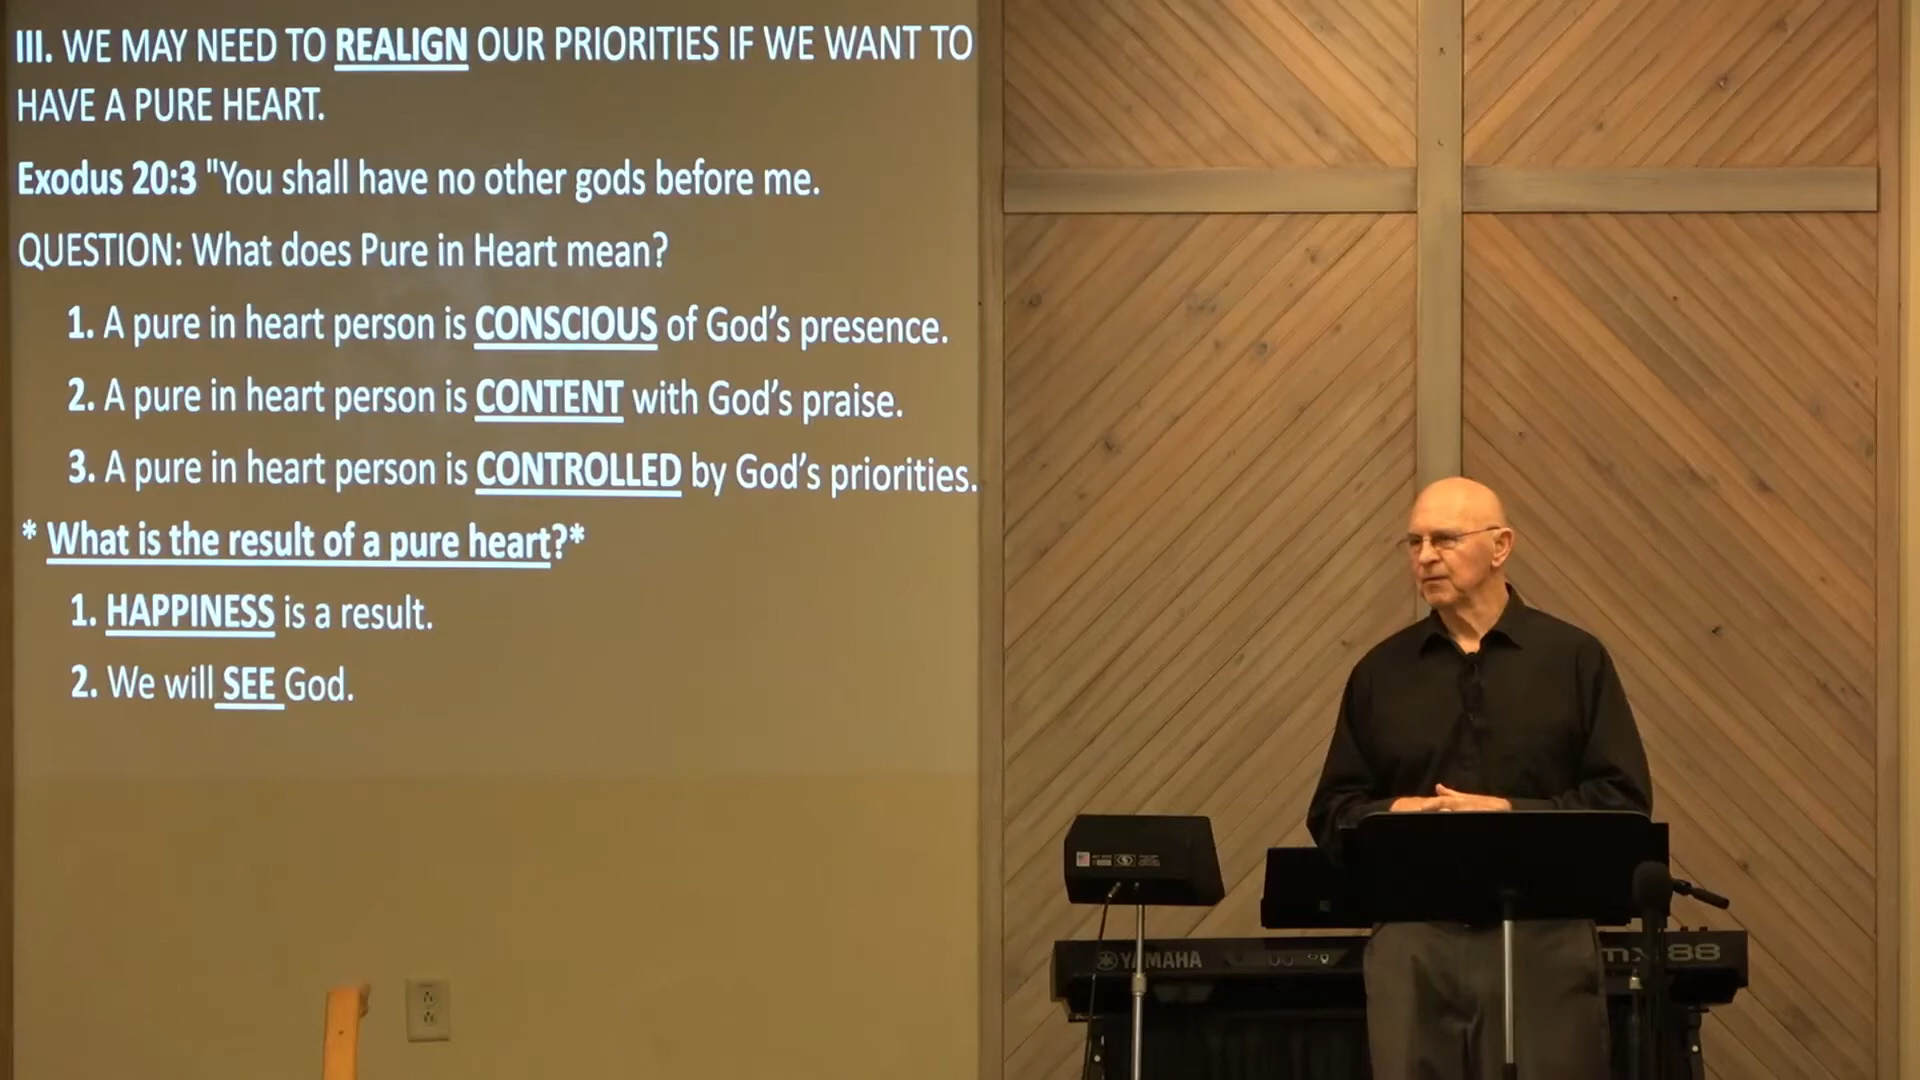 III. WE MAY NEED TO REALIGN OUR PRIORITIES IF WE WANT TO
HAVE A PURE HEART.
Exodus 20:3 "You shall have no other gods before me.
QUESTION: What does Pure in Heart mean?
1. A pure in heart person is CONSCIOUS of God's presence.
2. A pure in heart person is CONTENT with God's praise.
3. A pure in heart person is CONTROLLED by God's priorities.
* What is the result of a pure heart?*
1. HAPPINESS is a result.
2. We will SEE God.
YAMAHA
mx 88